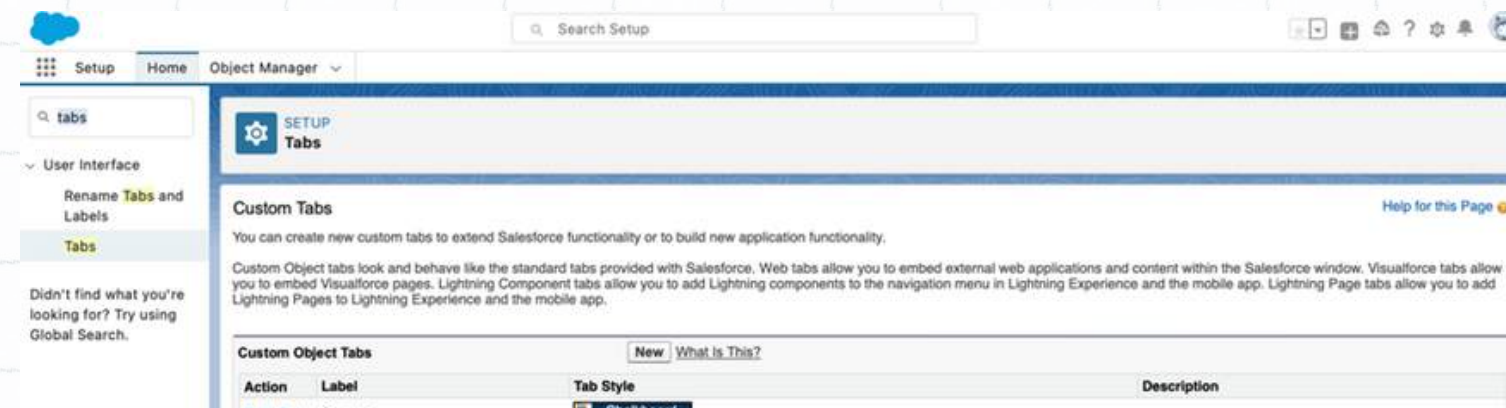 Search Setup
Setup Home Object Manager
tabs
SETUP
Tabs
User Interface
Rename Tabs and
Labels
Tabs
Didn't find what you're
looking for? Try using
Global Search.
Custom Tabs
Help for this Page
You can create new custom tabs to extend Salesforce functionality or to build new application functionality.
Custom Object tabs look and behave like the standard tabs provided with Salesforce. Web tabs allow you to embed external web applications and content within the Salesforce window. Visualforce tabs allow
you to embed Visualforce pages. Lightning Component tabs allow you to add Lightning components to the navigation menu in Lightning Experience and the mobile app. Lightning Page tabs allow you to add
Lightning Pages to Lightning Experience and the mobile app.
Custom Object Tabs New What Is This?
Action Label Tab Style Description